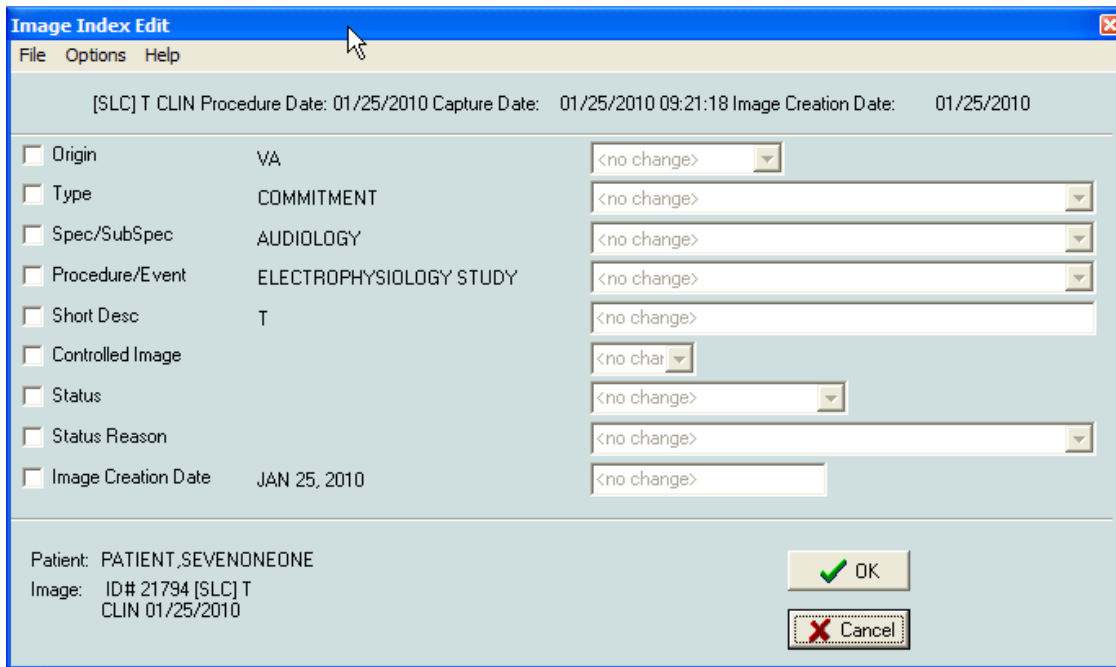 Image Index Edit
File Options Help
[SLC] T CLIN Procedure Date: 01/25/2010 Capture Date: 01/25/2010 09:21:18 Image Creation Date: 01/25/2010
Origin VA <no change>
Type COMMITMENT <no change>
Spec/SubSpec AUDIOLOGY <no change>
Procedure/Event ELECTROPHYSIOLOGY STUDY <no change>
Short Desc T <no change>
Controlled Image <no char
Status <no change>
Status Reason <no change>
Image Creation Date JAN 25, 2010 <no change>
Patient: PATIENT,SEVENONEONE
Image: ID# 21794 [SLC] T
CLIN 01/25/2010
OK
Cancel